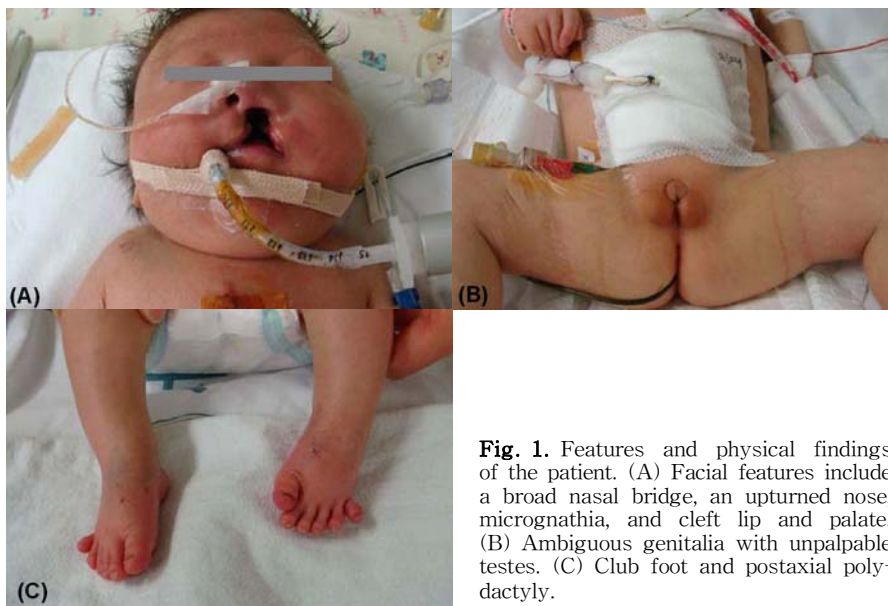 (A)
(B)
(C)
Fig. 1. Features and physical findings
of the patient. (A) Facial features include
a broad nasal bridge, an upturned nose
micrognathia, and cleft lip and palate
(B) Ambiguous genitalia with unpalpable
testes. (C) Club foot and postaxial poly-
dactyly.